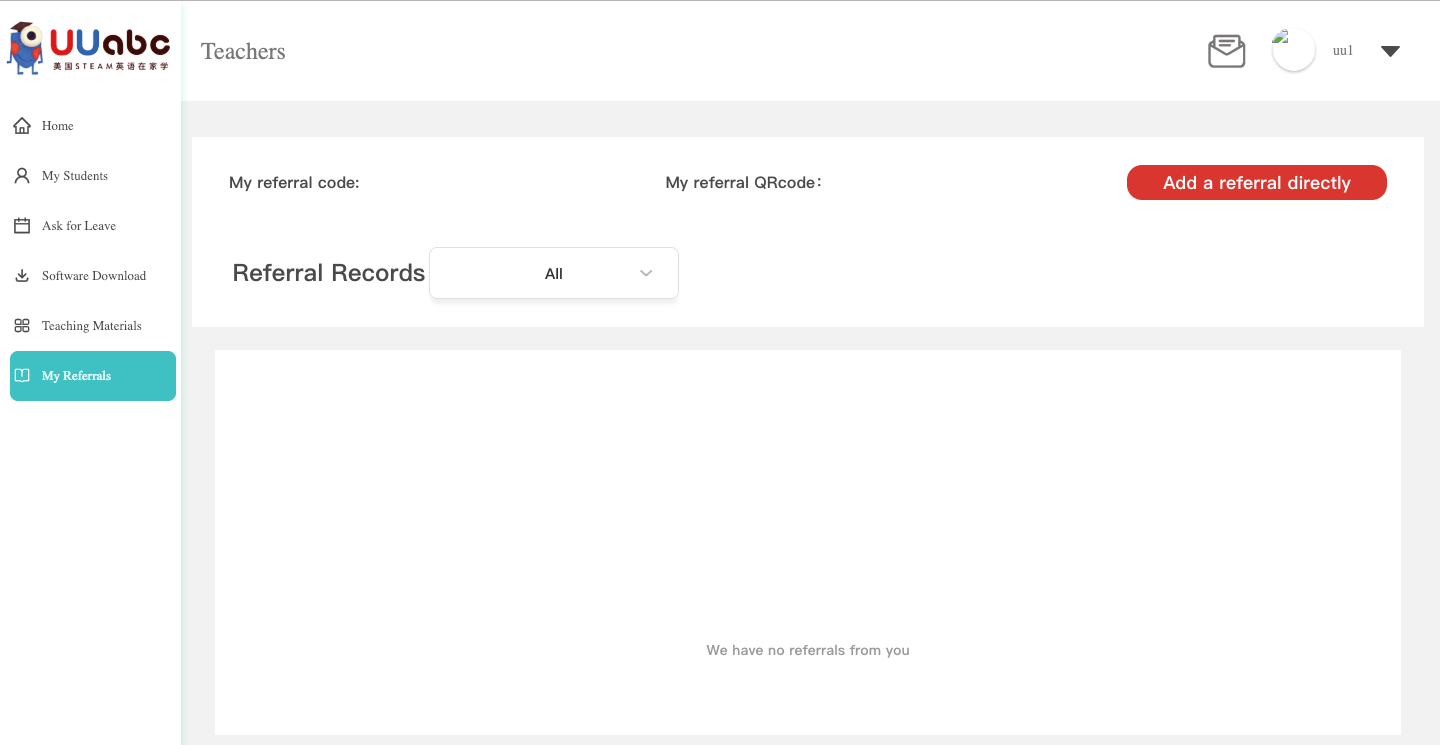 UUabc
美国STEAM英语在家学
Teachers
uu1
Home
My Students
Ask for Leave
Software Download
Teaching Materials
My Referrals
My referral code:
My referral QRcode：
Add a referral directly
Referral Records
All
We have no referrals from you